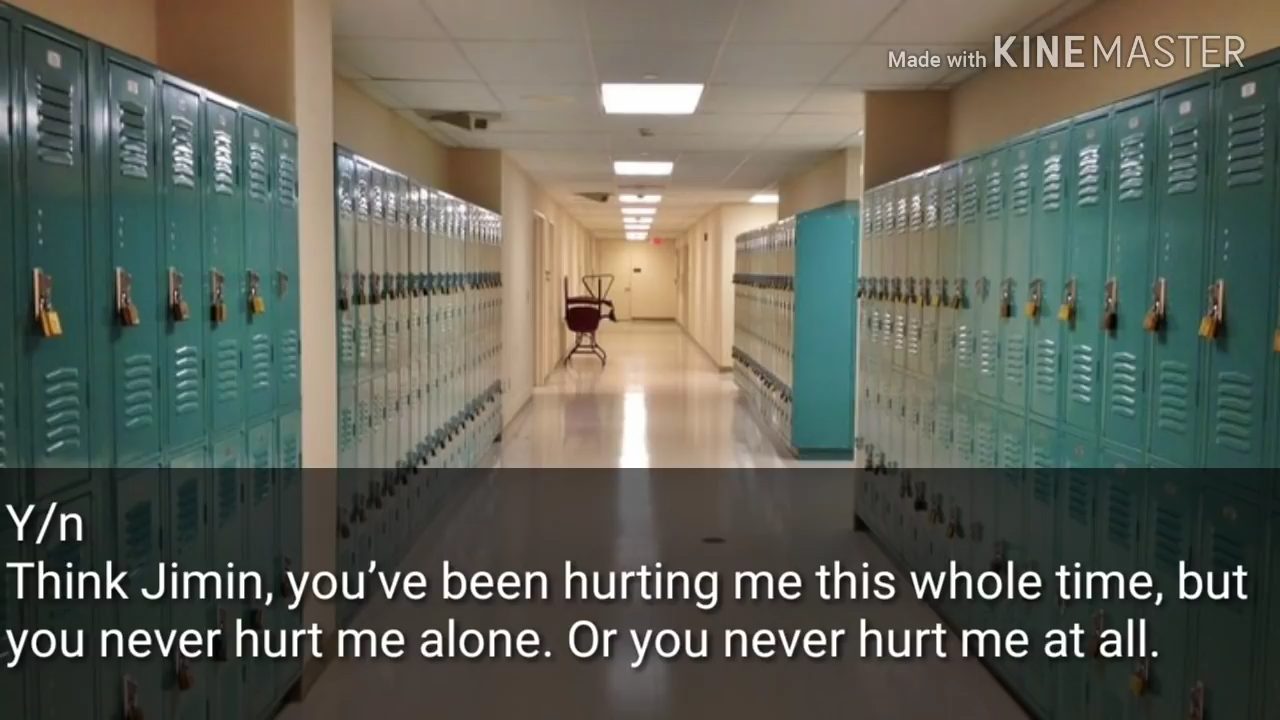 Made with KINEMASTER
Y/n
Think Jimin, you’ve been hurting me this whole time, but
you never hurt me alone. Or you never hurt me at all.